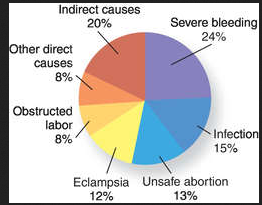 Indirect causes
20%
Severe bleeding
24%
Other direct
causes
8%
Obstructed
labor
8%
Infection
15%
Eclampsia
12%
Unsafe abortion
13%